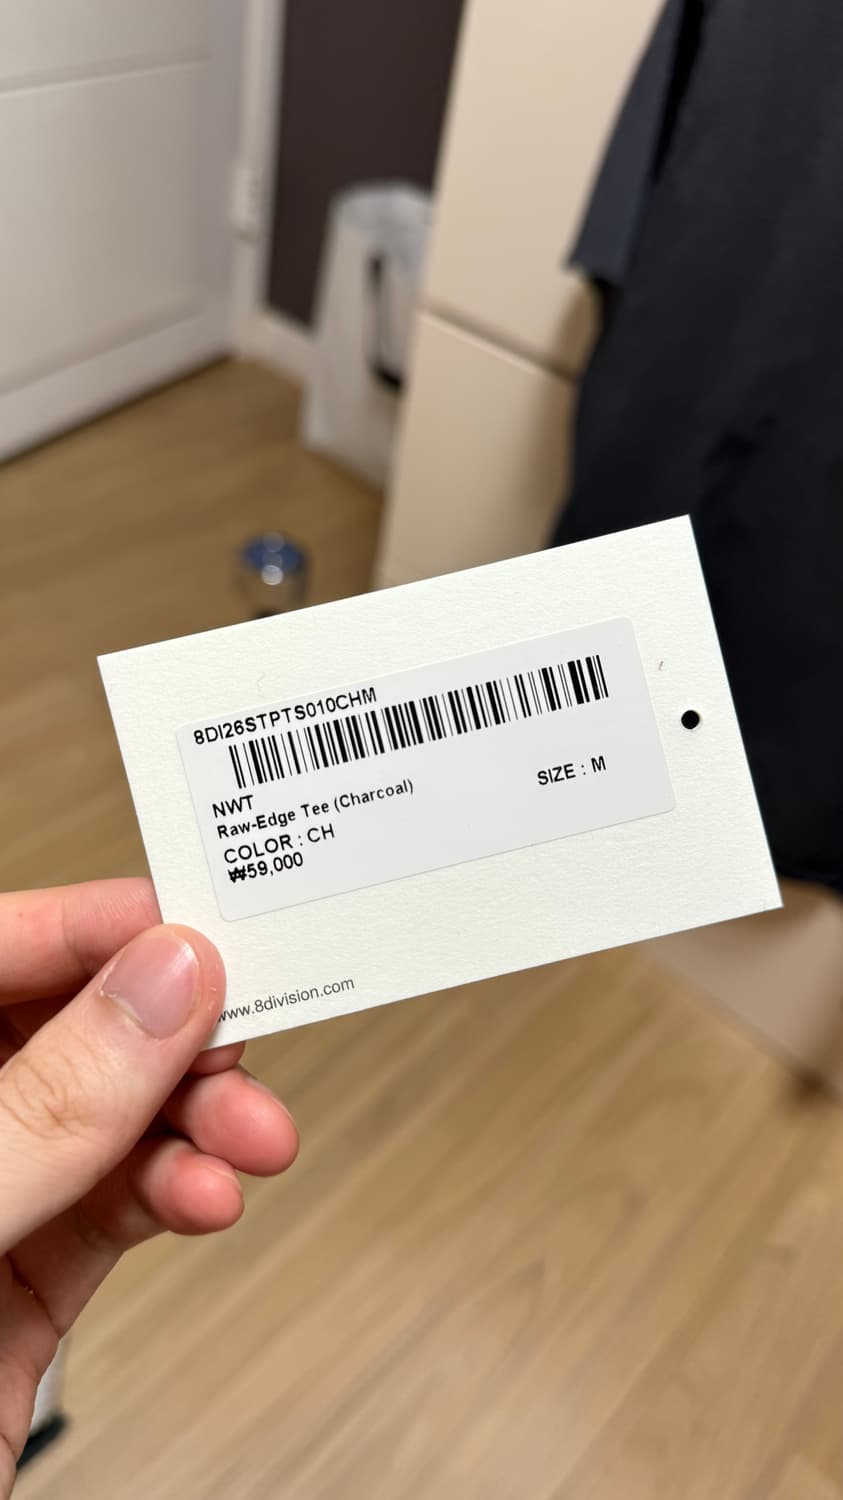 8DI26STPTS010CHM
NWT
Raw-Edge Tee (Charcoal)
COLOR : CH
SIZE : M
₩59,000
www.8division.com